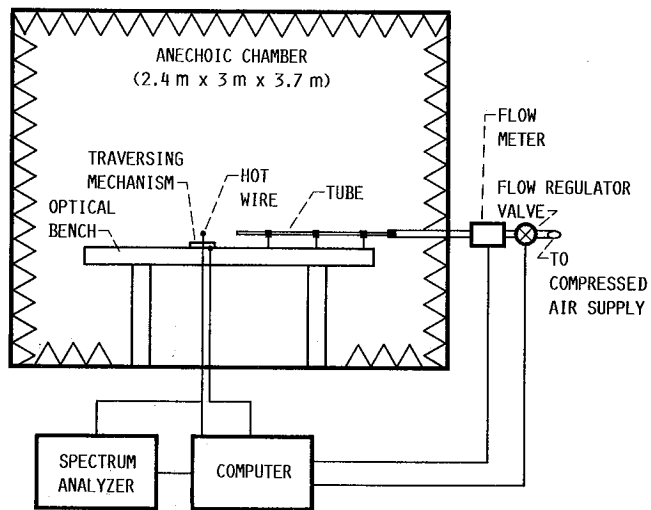 ANECHOIC CHAMBER
(2.4 m x 3 m x 3.7 m)
FLOW
METER
TRAVERSING
MECHANISM
HOT
WIRE
TUBE
FLOW REGULATOR
VALVE
OPTICAL
BENCH
TO
COMPRESSED
AIR SUPPLY
SPECTRUM
ANALYZER
COMPUTER